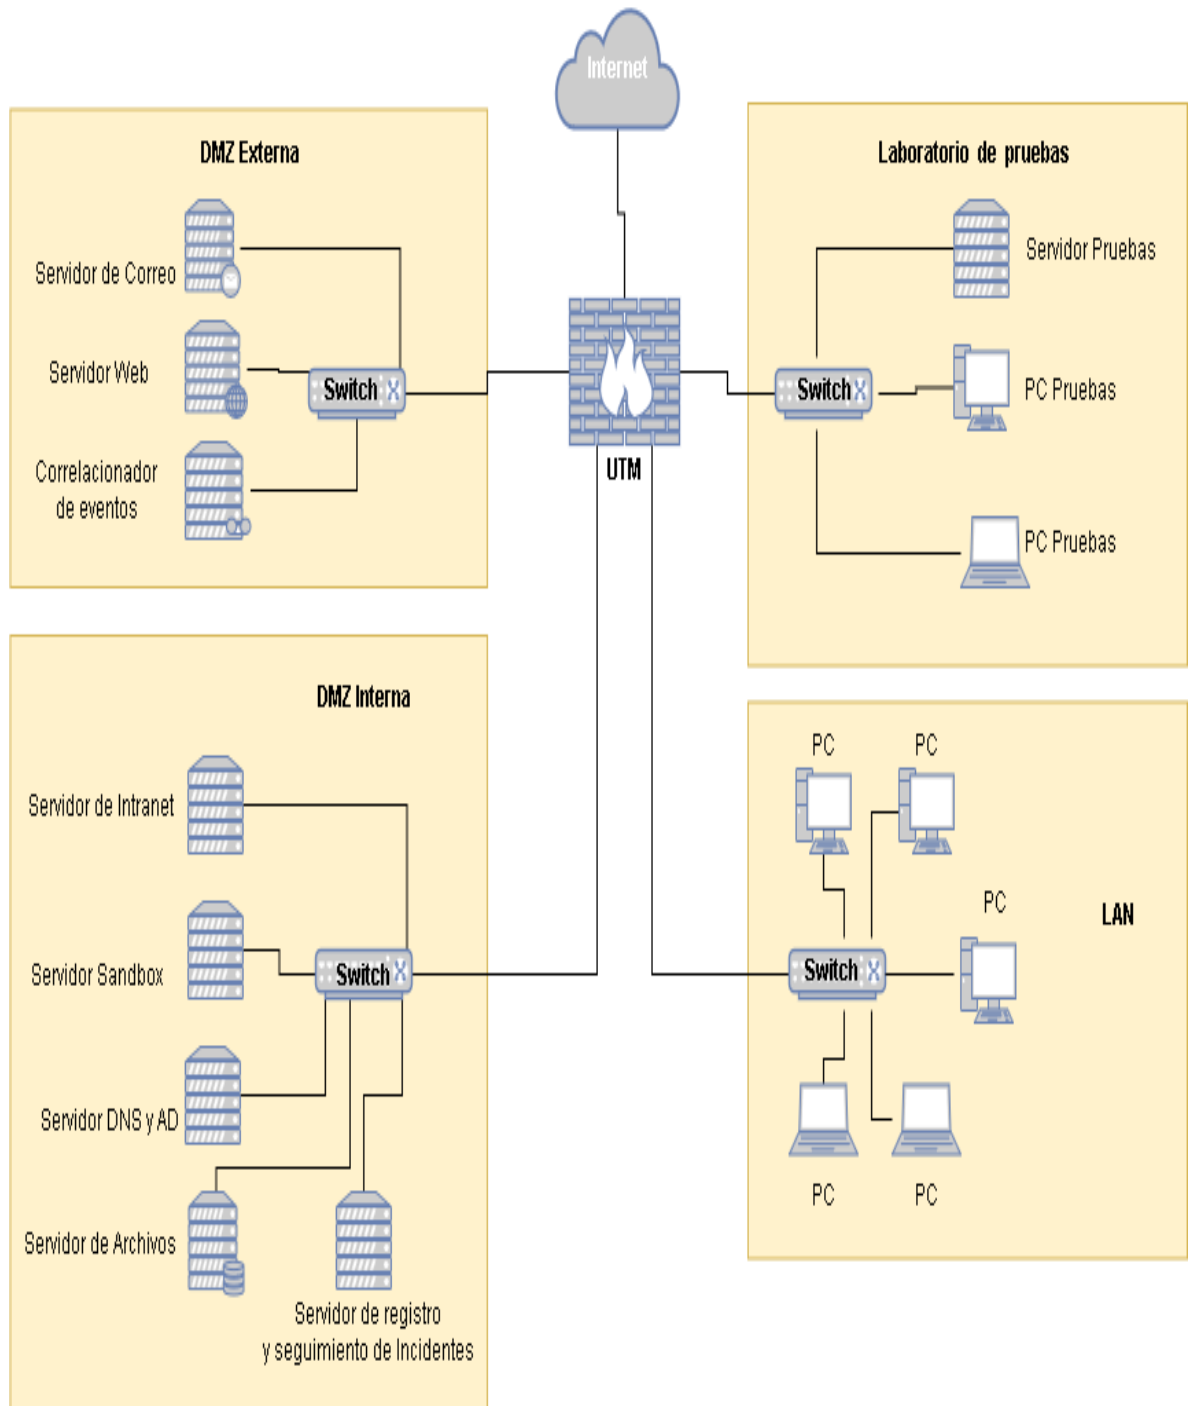 Internet
DMZ Externa
Servidor de Correo
Servidor Web
Switch
Correlacionador
de eventos
UTM
Laboratorio de pruebas
Servidor Pruebas
Switch
PC Pruebas
PC Pruebas
DMZ Interna
Servidor de Intranet
Servidor Sandbox
Switch
Servidor DNS y AD
Servidor de Archivos
Servidor de registro
y seguimiento de Incidentes
PC
PC
PC
LAN
Switch
PC
PC